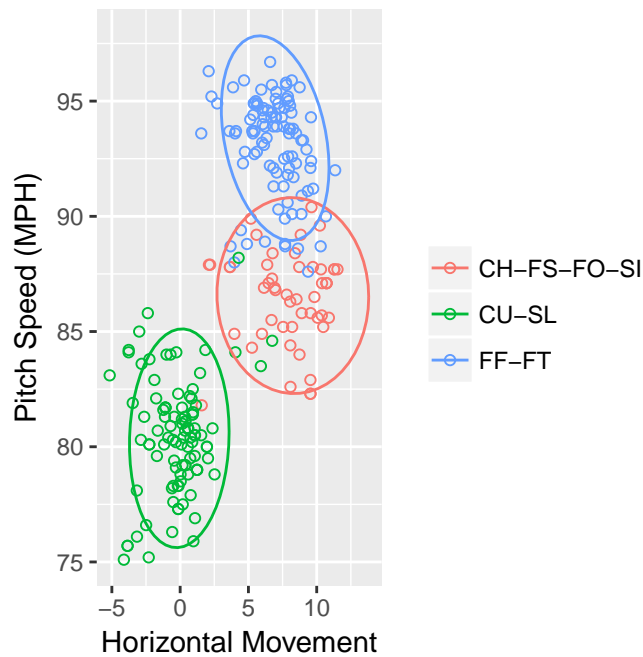 Pitch Speed (MPH)
95
90
85
80
75
−5
0
5
10
Horizontal Movement
CH−FS−FO−SI
CU−SL
FF−FT